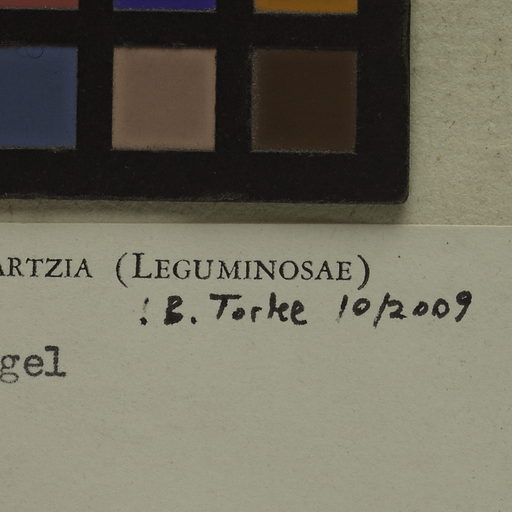 ARTZIA (LEGUMINOSAE)
! B. Torke 10/2009
gel